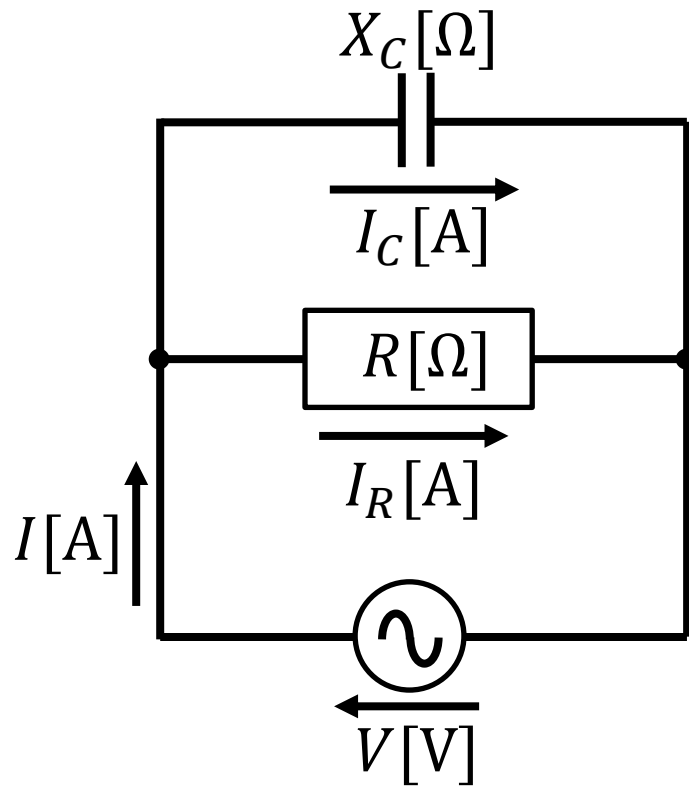 X_C [Ω]
I_C [A]
R [Ω]
I_R [A]
I [A]
V [V]